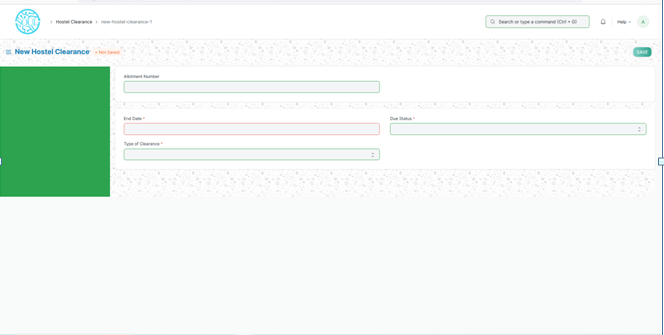 Hostel Clearance
new-hostel-clearance-1
Search or type a command (Ctrl + G)
Help
A
New Hostel Clearance
Not Saved
SAVE
Allotment Number
End Date *
Due Status *
Type of Clearance *